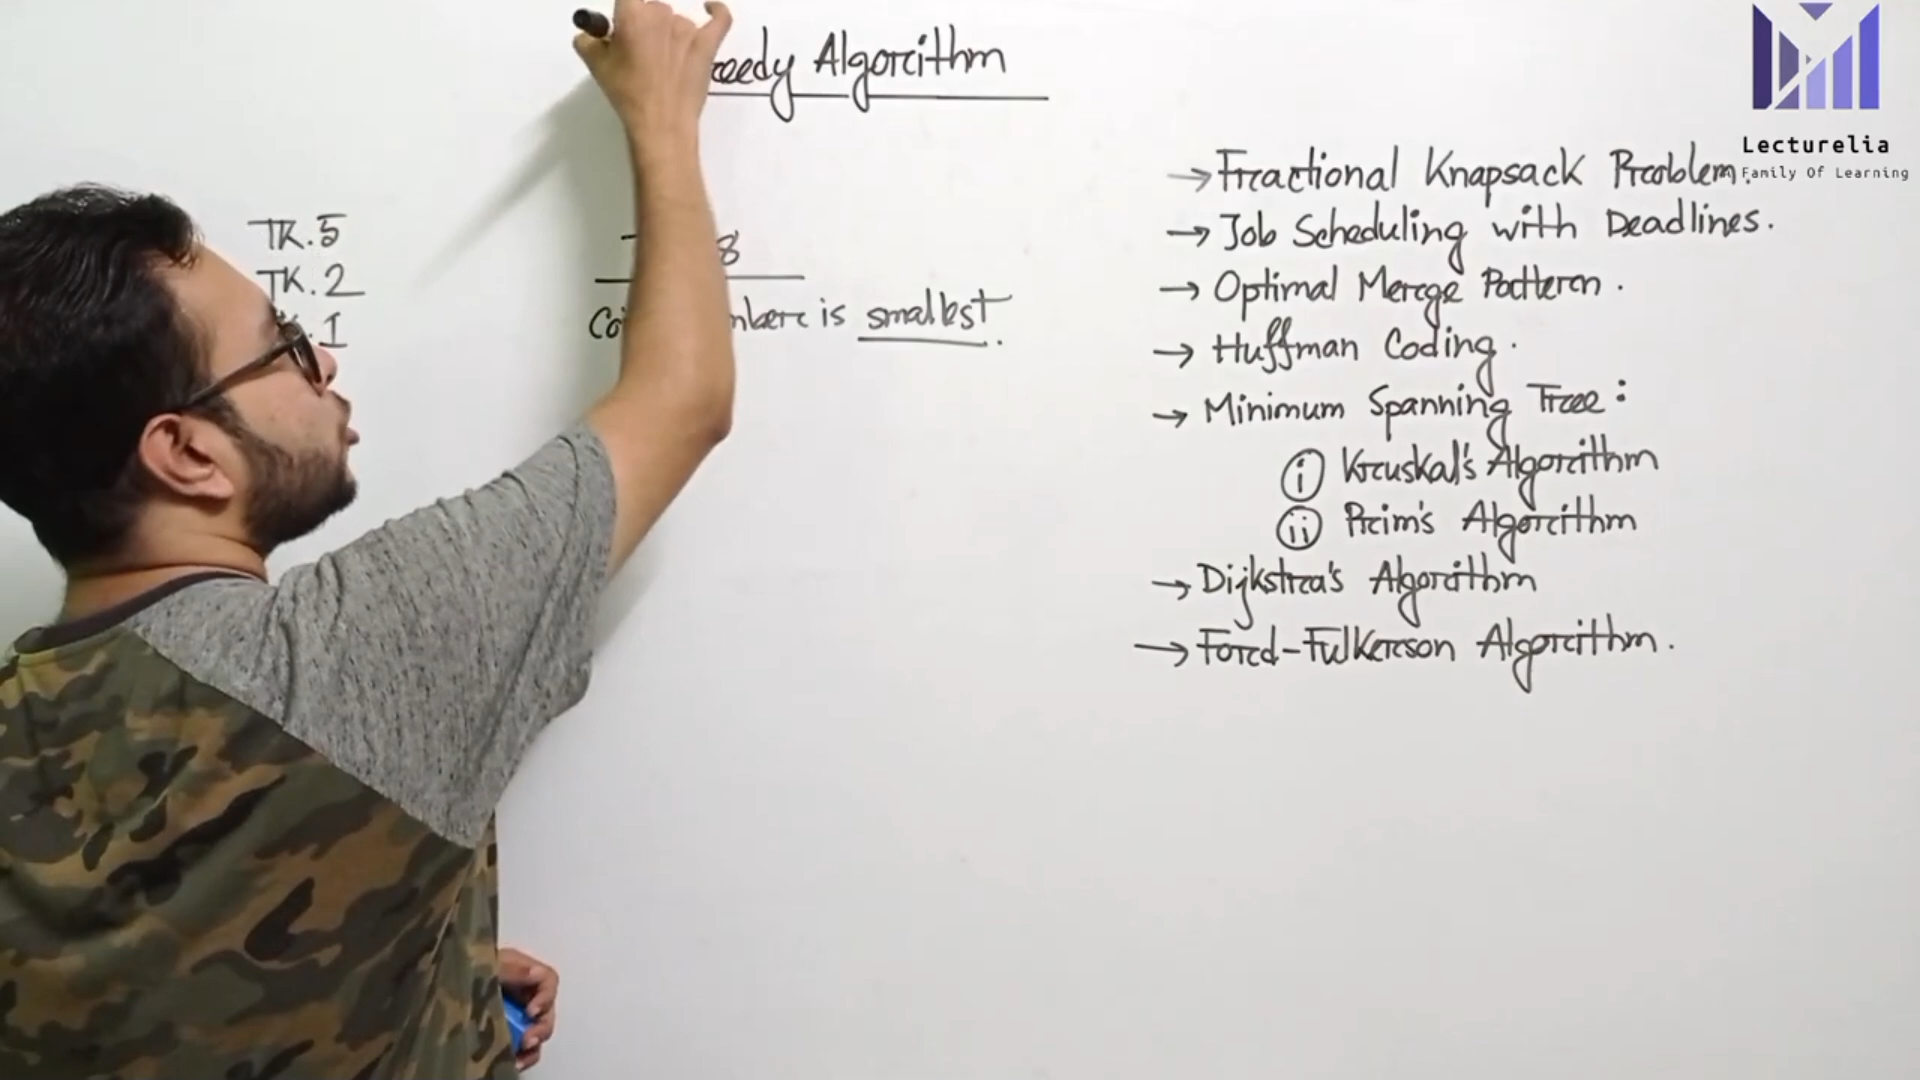 Algorithm
TK.5
TK.2
8
is smallest.
→ Fractional Knapsack Problem.
→ Job Scheduling with Deadlines.
→ Optimal Merge Pattern.
→ Huffman Coding.
→ Minimum Spanning Tree:
i Kruskal's Algorithm
ii Prim's Algorithm
→ Dijkstra's Algorithm
→ Ford-Fulkerson Algorithm.
Lecturelia
A Family Of Learning